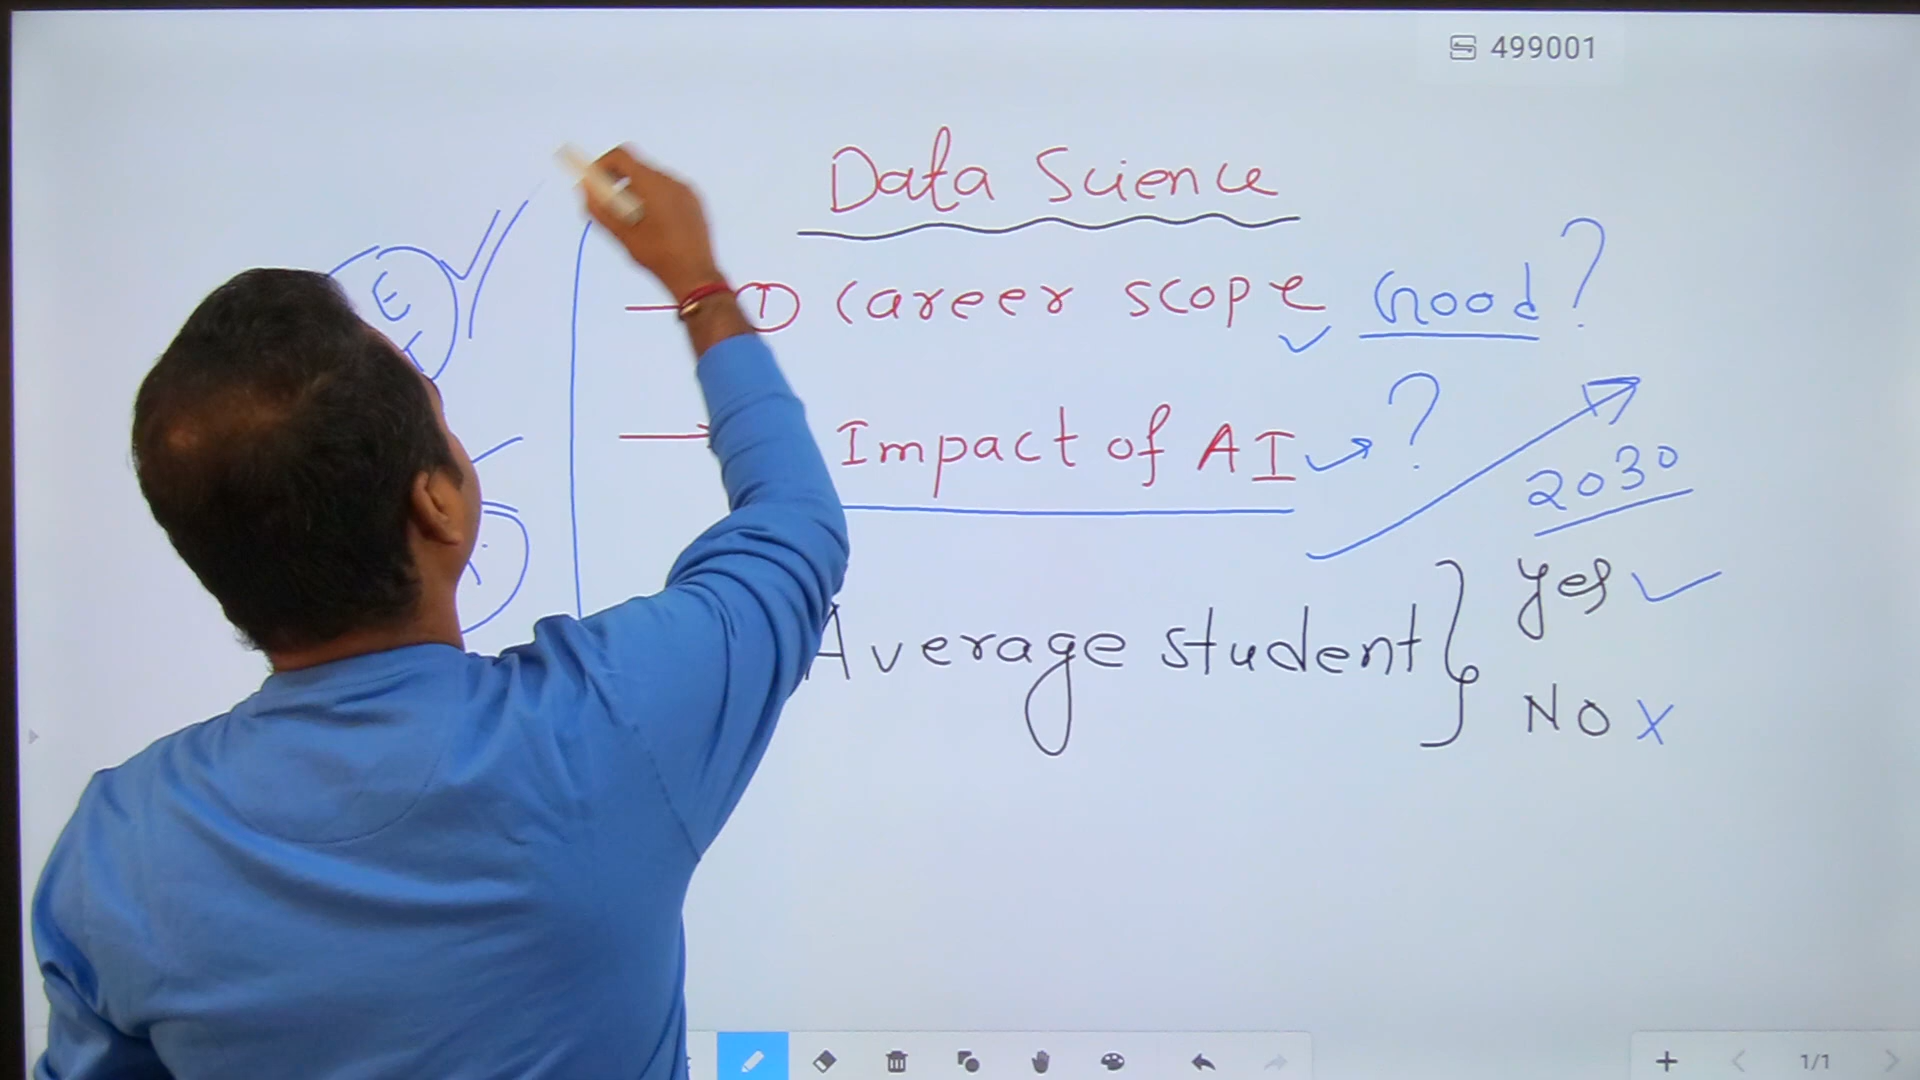 499001
Data Science
① Career scope Good?
Impact of AI ?
2030
Average student
Yes ✓
No X
E
1/1